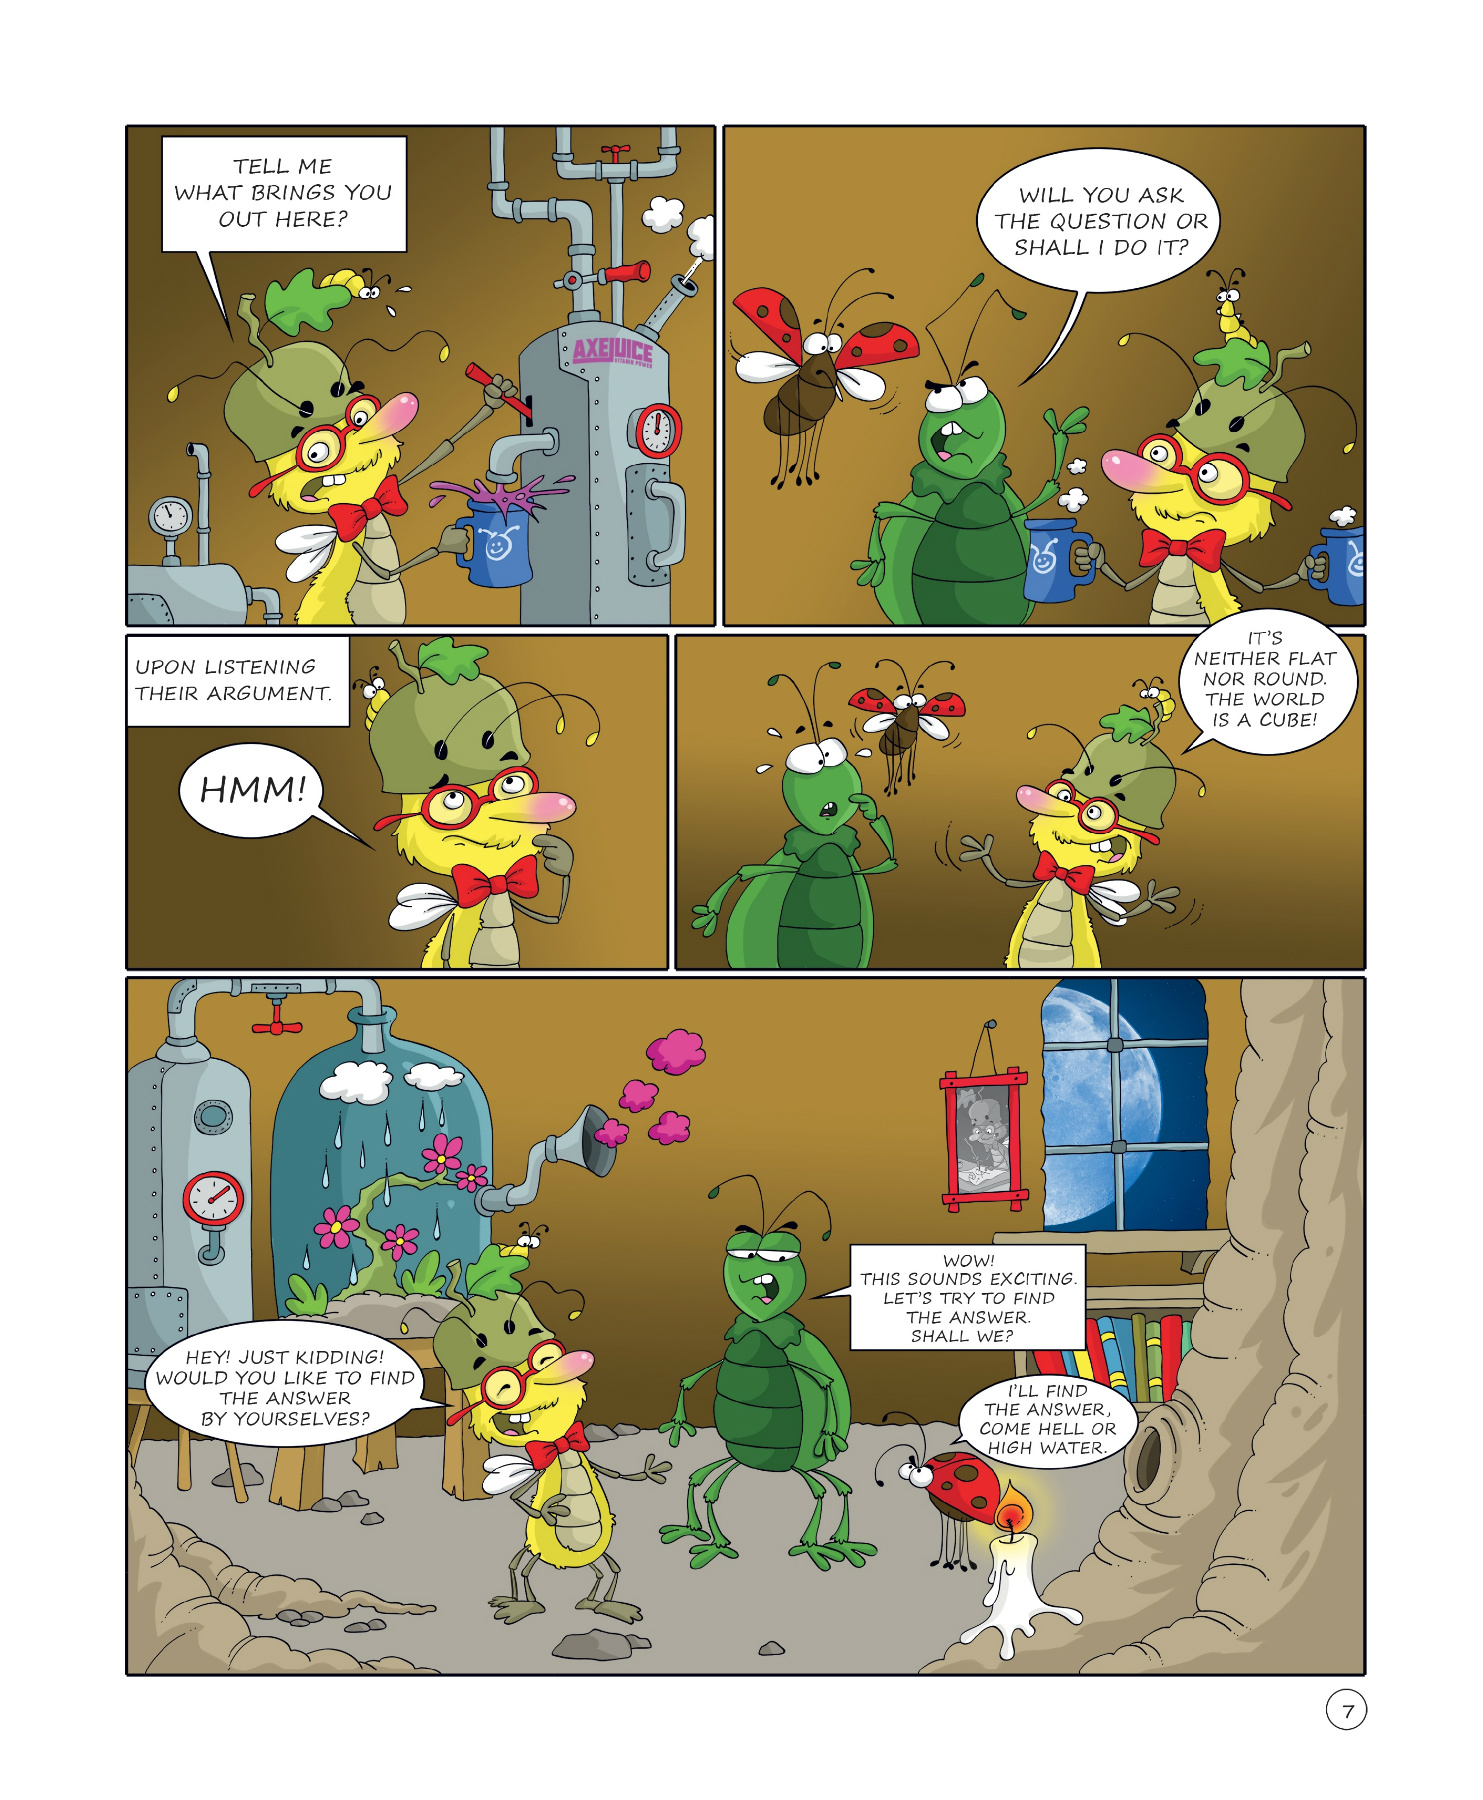 TELL ME
WHAT BRINGS YOU
OUT HERE?
AXEJUICE
VITAMIN POWER
WILL YOU ASK
THE QUESTION OR
SHALL I DO IT?
UPON LISTENING
THEIR ARGUMENT.
HMM!
IT'S
NEITHER FLAT
NOR ROUND.
THE WORLD
IS A CUBE!
HEY! JUST KIDDING!
WOULD YOU LIKE TO FIND
THE ANSWER
BY YOURSELVES?
WOW!
THIS SOUNDS EXCITING.
LET'S TRY TO FIND
THE ANSWER.
SHALL WE?
I'LL FIND
THE ANSWER,
COME HELL OR
HIGH WATER.
7